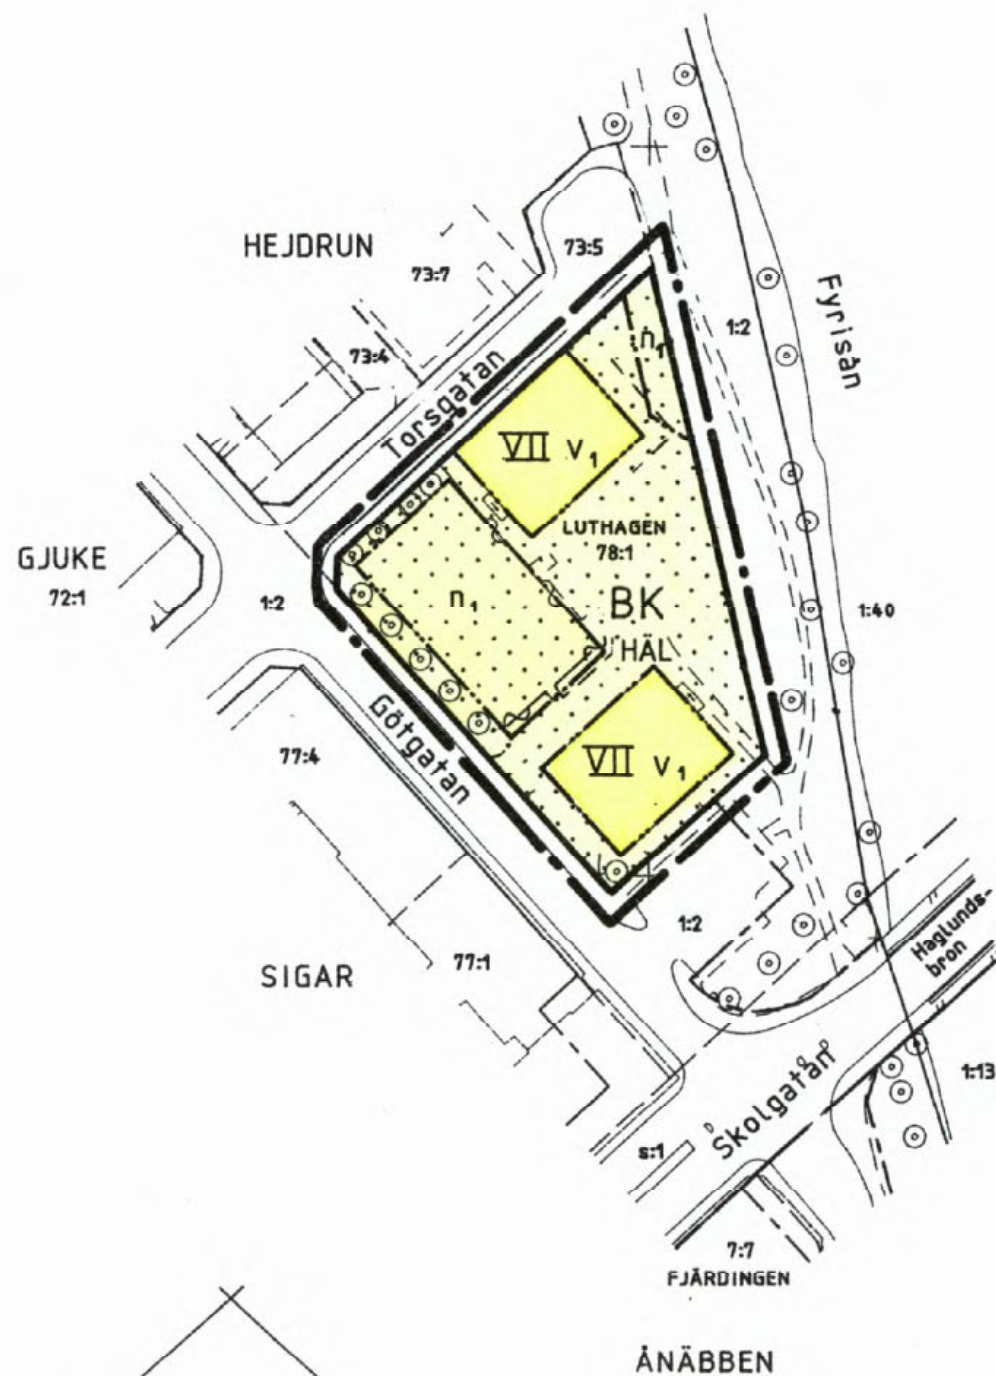 HEJDRUN
73:5
73:7
Fyrisån
1:2
n₁
73:4
Torsgatan
VII v₁
LUTHAGEN
78:1
GJUKE
72:1
1:2
n₁
BK
HÄL
1:40
Götgatan
77:4
VII v₁
1:2
Haglunds-
bron
77:1
SIGAR
Skolgatan
1:13
s:1
7:7
FJÄRDINGEN
ÅNÄBBEN